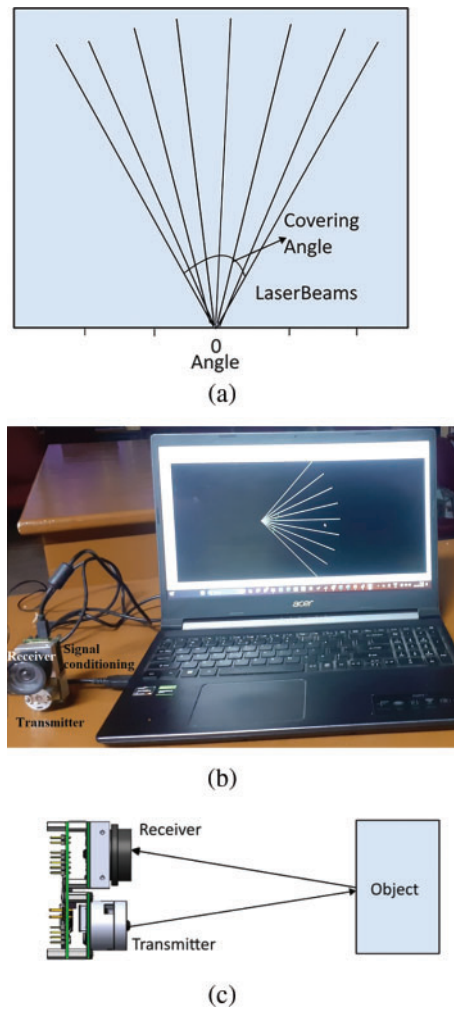 Covering
Angle
LaserBeams
0
Angle
(a)
acer
Receiver
Signal
conditioning
Transmitter
(b)
Receiver
Object
Transmitter
(c)